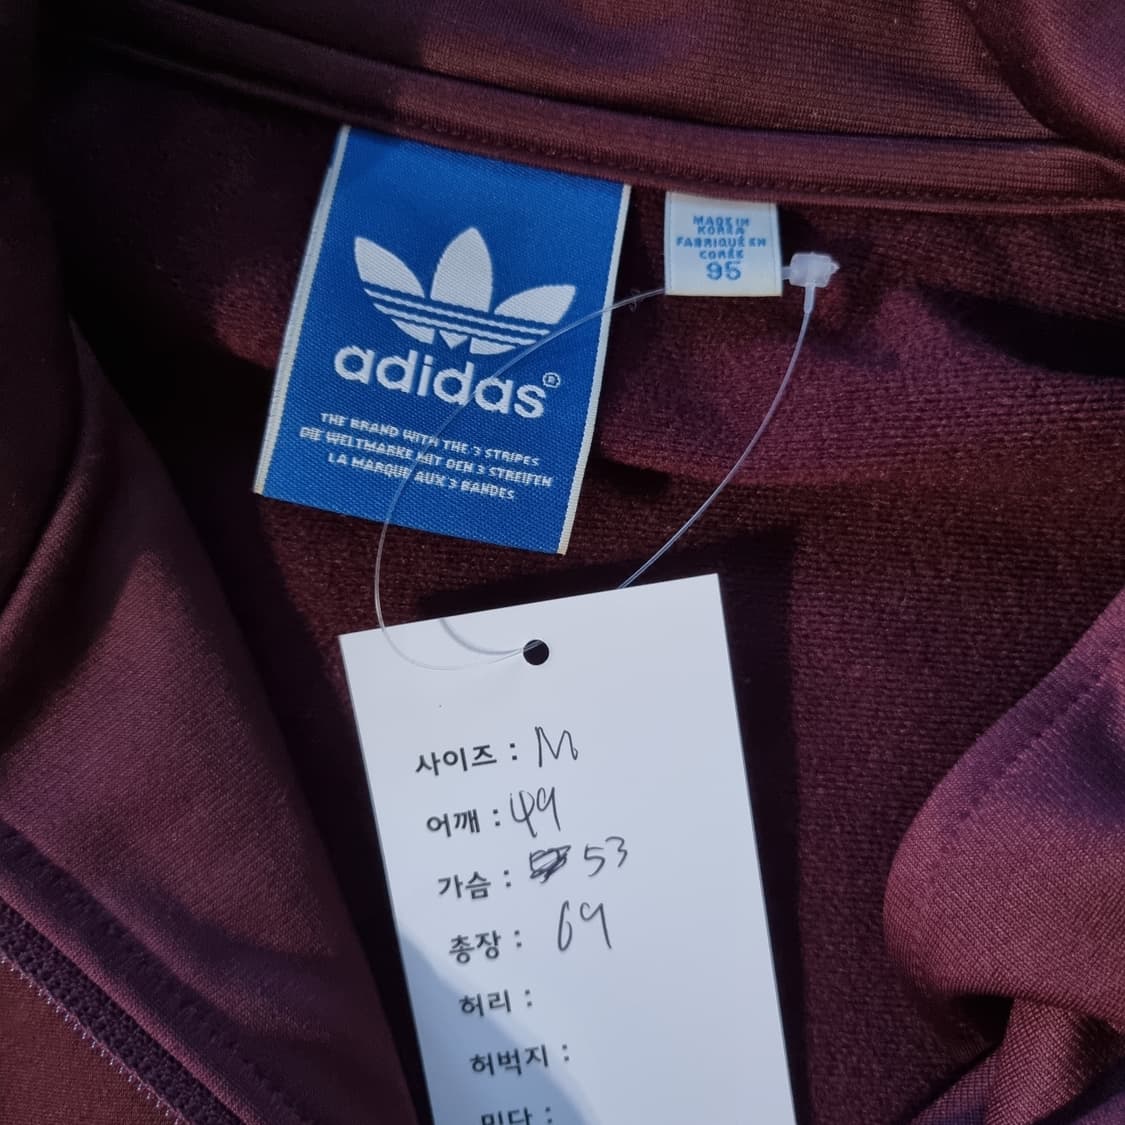 adidas®
THE BRAND WITH THE 3 STRIPES
DIE WELTMARKE MIT DEN 3 STREIFEN
LA MARQUE AUX 3 BANDES
MADE IN
KOREA
FABRIQUÉ EN
CORÉE
95
사이즈 : M
어깨 : 49
가슴 : 53
총장 : 69
허리 :
허벅지 :
밑단 :